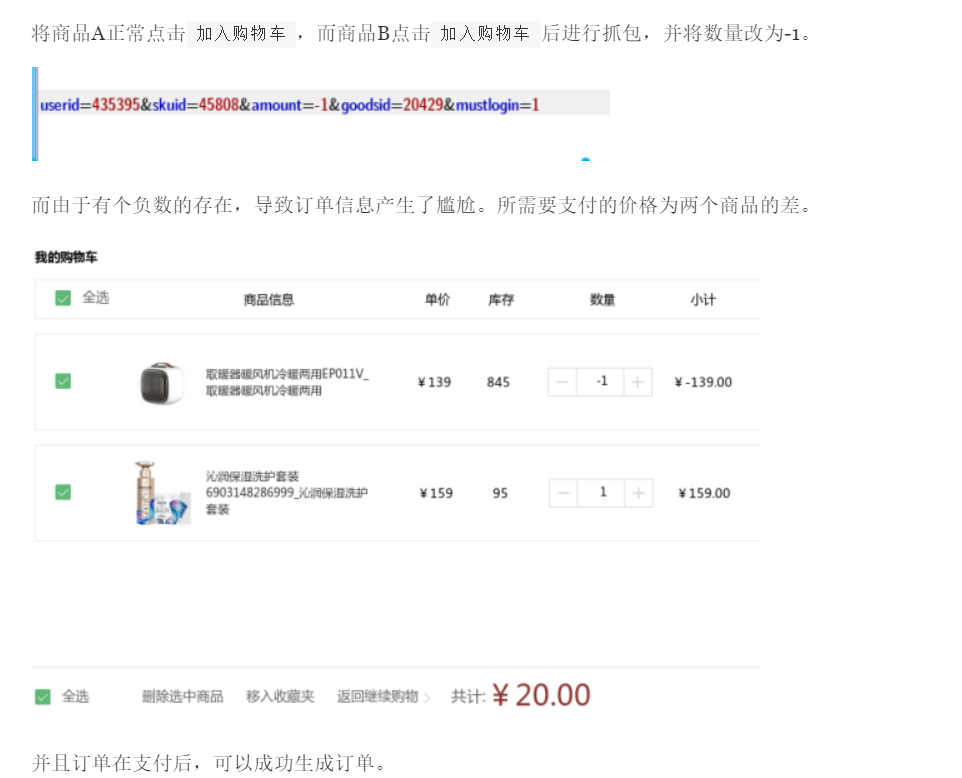 将商品A正常点击 加入购物车 ，而商品B点击 加入购物车 后进行抓包，并将数量改为-1。
userid=435395&skuid=45808&amount=-1&goodsid=20429&mustlogin=1
而由于有个负数的存在，导致订单信息产生了尴尬。所需要支付的价格为两个商品的差。
我的购物车
全选 商品信息 单价 库存 数量 小计
取暖器暖风机冷暖两用EP011V_
取暖器暖风机冷暖两用
¥139 845 − -1 + ¥-139.00
沁润保湿洗护套装
6903148286999_沁润保湿洗护
套装
¥159 95 − 1 + ¥159.00
全选 删除选中商品 移入收藏夹 返回继续购物 > 共计: ¥20.00
并且订单在支付后，可以成功生成订单。